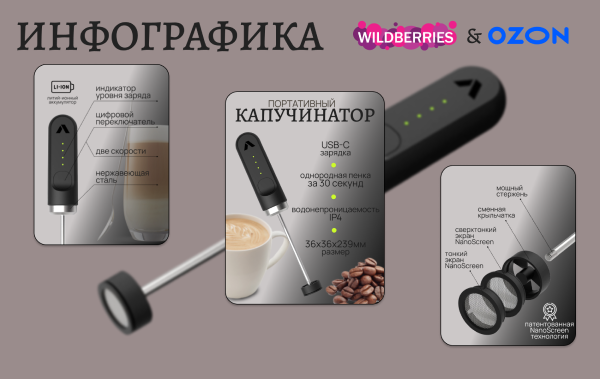 ИНФОГРАФИКА
WILDBERRIES & OZON
LI-ION
литий-ионный
аккумулятор
индикатор
уровня заряда
цифровой
переключатель
две скорости
нержавеющая
сталь
ПОРТАТИВНЫЙ
КАПУЧИНАТОР
USB-C
зарядка
однородная пенка
за 30 секунд
водонепроницаемость
IP4
36x36x239мм
размер
мощный
стержень
сменная
крыльчатка
сверхтонкий
экран
NanoScreen
тонкий
экран
NanoScreen
патентованная
NanoScreen
технология